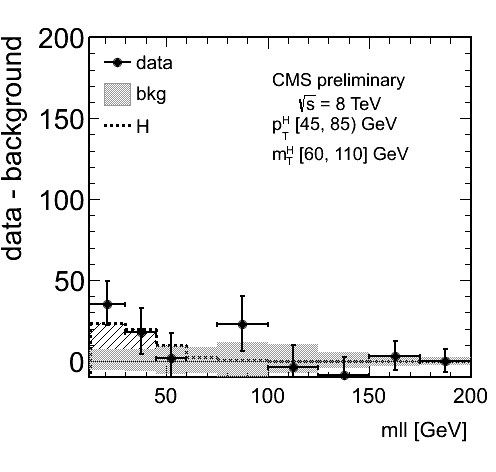 data - background
200
150
100
50
0
data
bkg
H
CMS preliminary
√s = 8 TeV
p_T^H [45, 85) GeV
m_T^H [60, 110] GeV
50 100 150 200
mll [GeV]